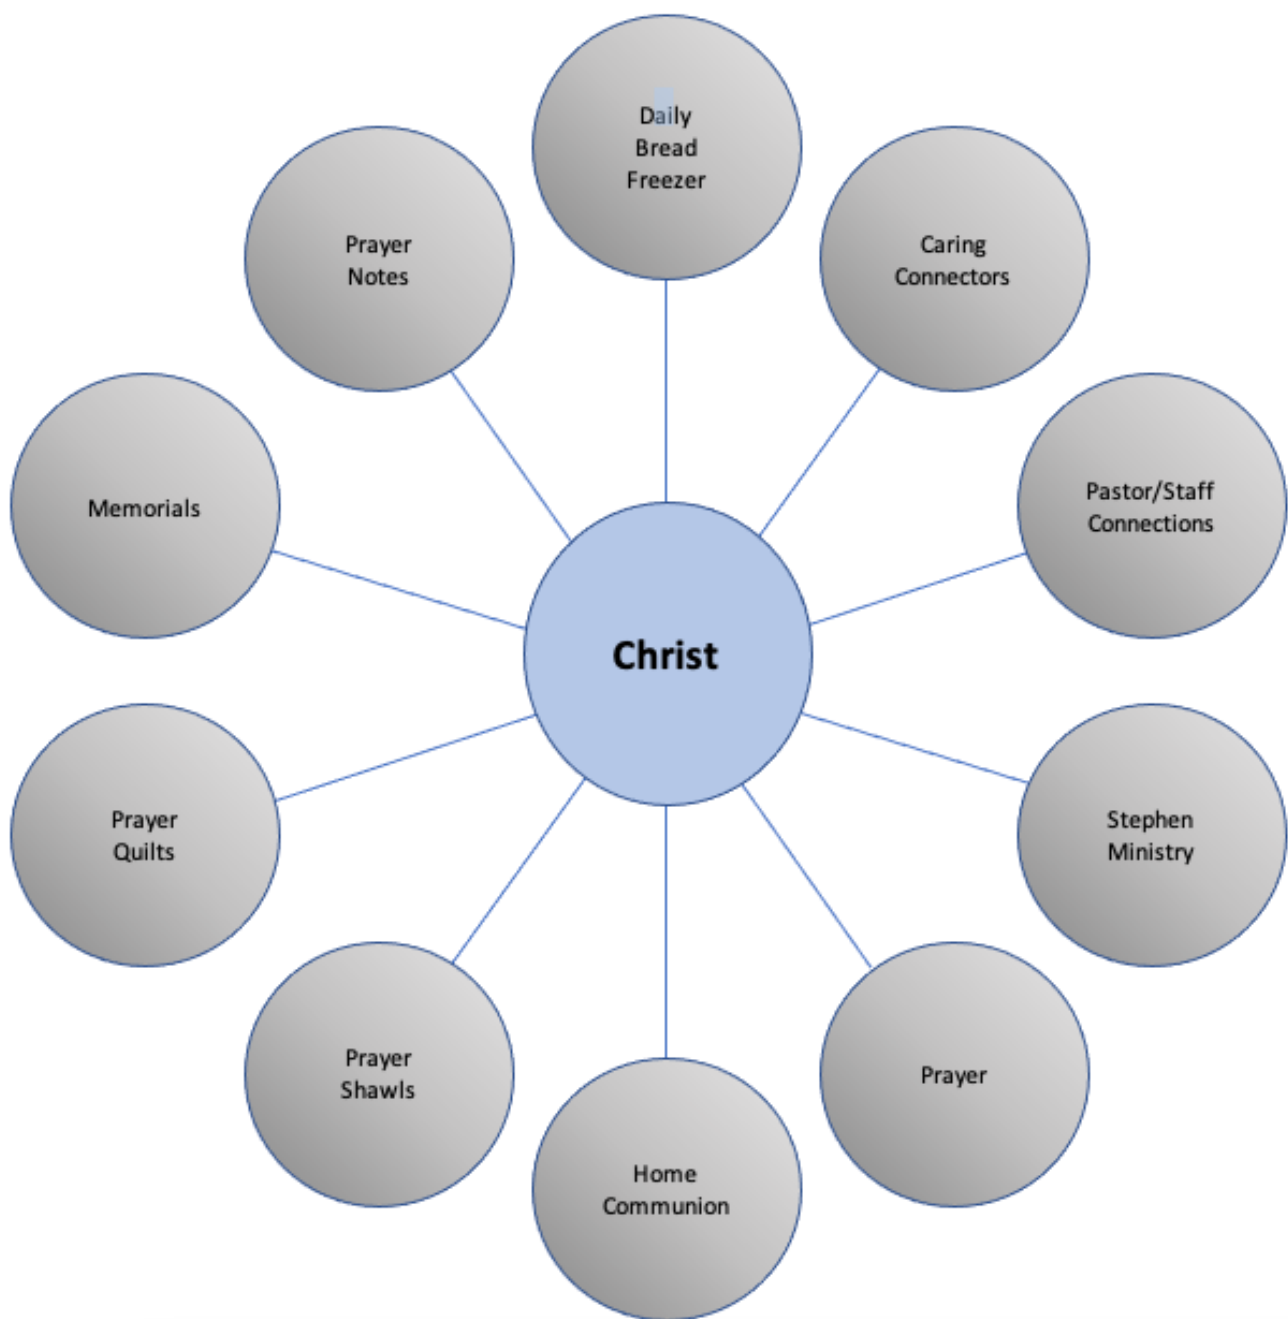 Daily
Bread
Freezer
Caring
Connectors
Pastor/Staff
Connections
Stephen
Ministry
Prayer
Home
Communion
Prayer
Shawls
Prayer
Quilts
Memorials
Prayer
Notes
Christ